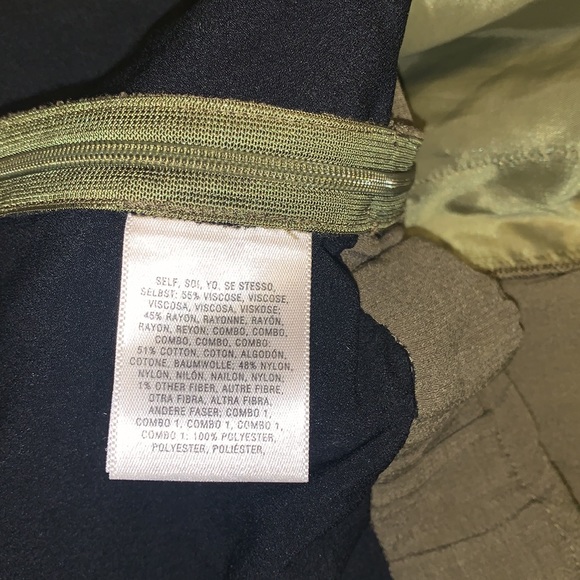 SELF, SOI, YO, SE STESSO,
SELBST: 55% VISCOSE, VISCOSE,
VISCOSA, VISCOSA, VISKOSE;
45% RAYON, RAYONNE, RAYÓN,
RAYON, REYON; COMBO, COMBO,
COMBO, COMBO, COMBO:
51% COTTON, COTON, ALGODÓN,
COTONE, BAUMWOLLE; 48% NYLON,
NYLON, NILÓN, NAILON, NYLON;
1% OTHER FIBER, AUTRE FIBRE,
OTRA FIBRA, ALTRA FIBRA,
ANDERE FASER; COMBO 1,
COMBO 1, COMBO 1, COMBO 1,
COMBO 1: 100% POLYESTER,
POLYESTER, POLIÉSTER,